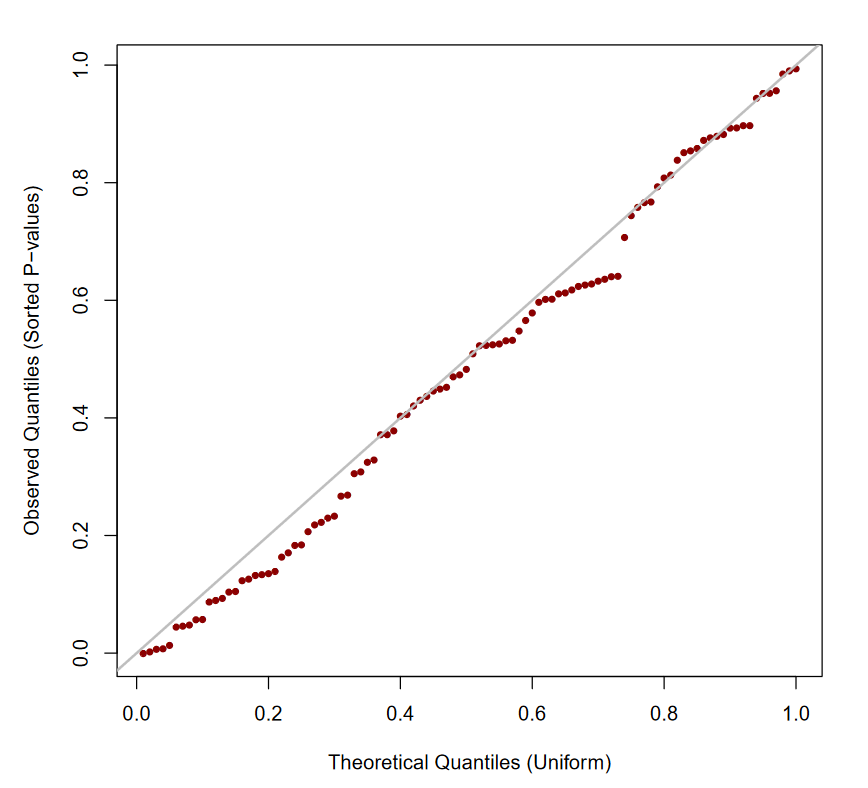 Observed Quantiles (Sorted P−values)
1.0
0.8
0.6
0.4
0.2
0.0
0.0 0.2 0.4 0.6 0.8 1.0
Theoretical Quantiles (Uniform)